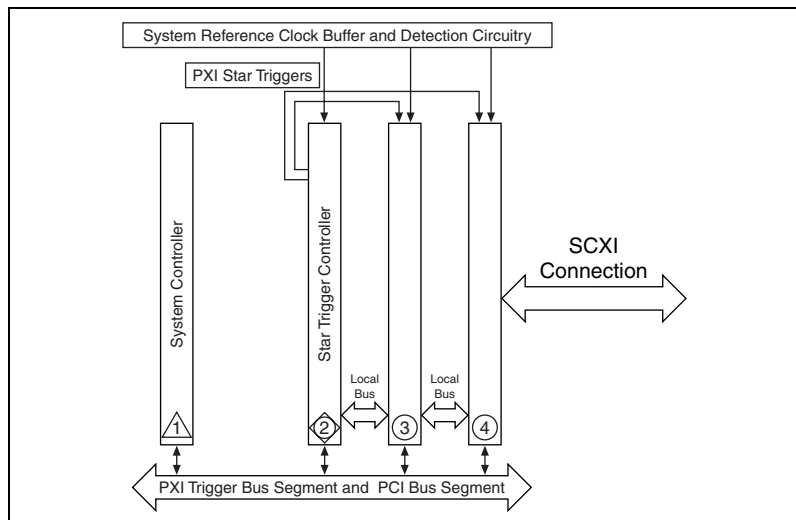 System Reference Clock Buffer and Detection Circuitry
PXI Star Triggers
System Controller
Star Trigger Controller
SCXI
Connection
Local
Bus
Local
Bus
1
2
3
4
PXI Trigger Bus Segment and PCI Bus Segment